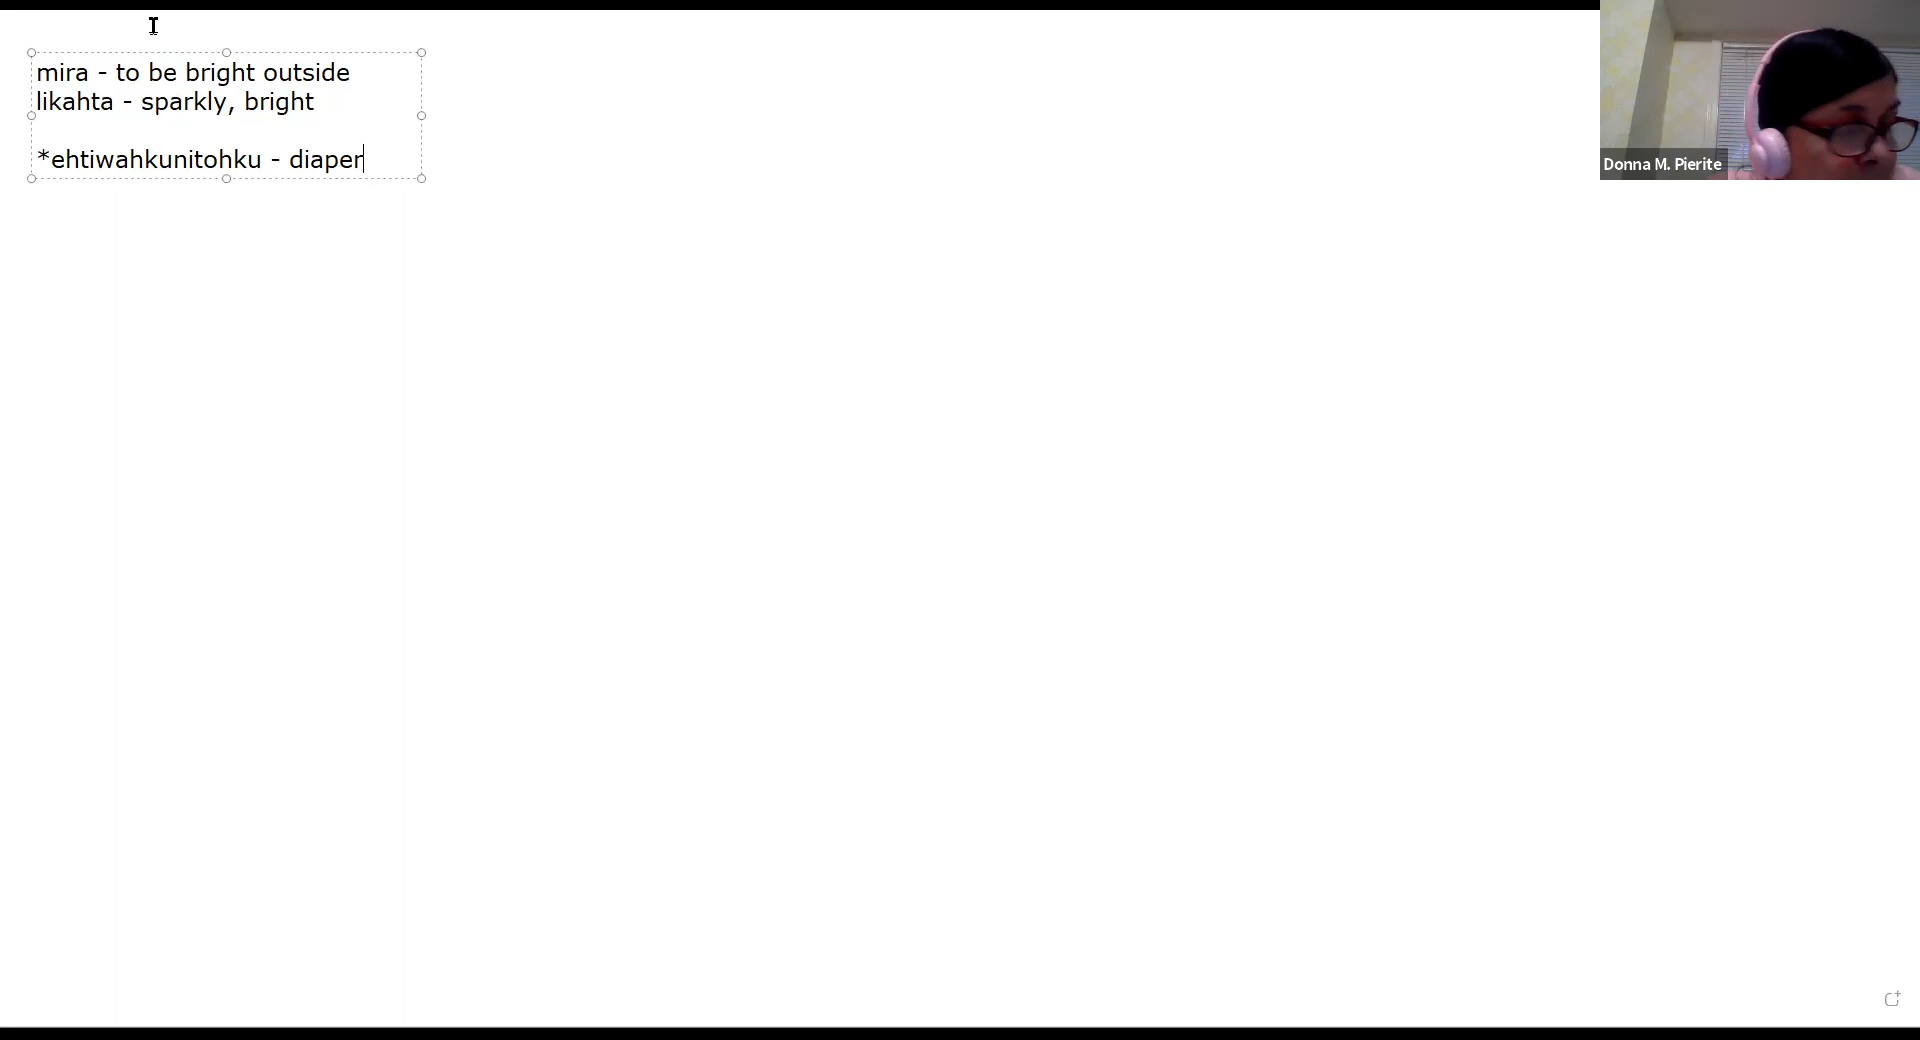 mira - to be bright outside
likahta - sparkly, bright
*ehtiwahkunitohku - diaper
Donna M. Pierite